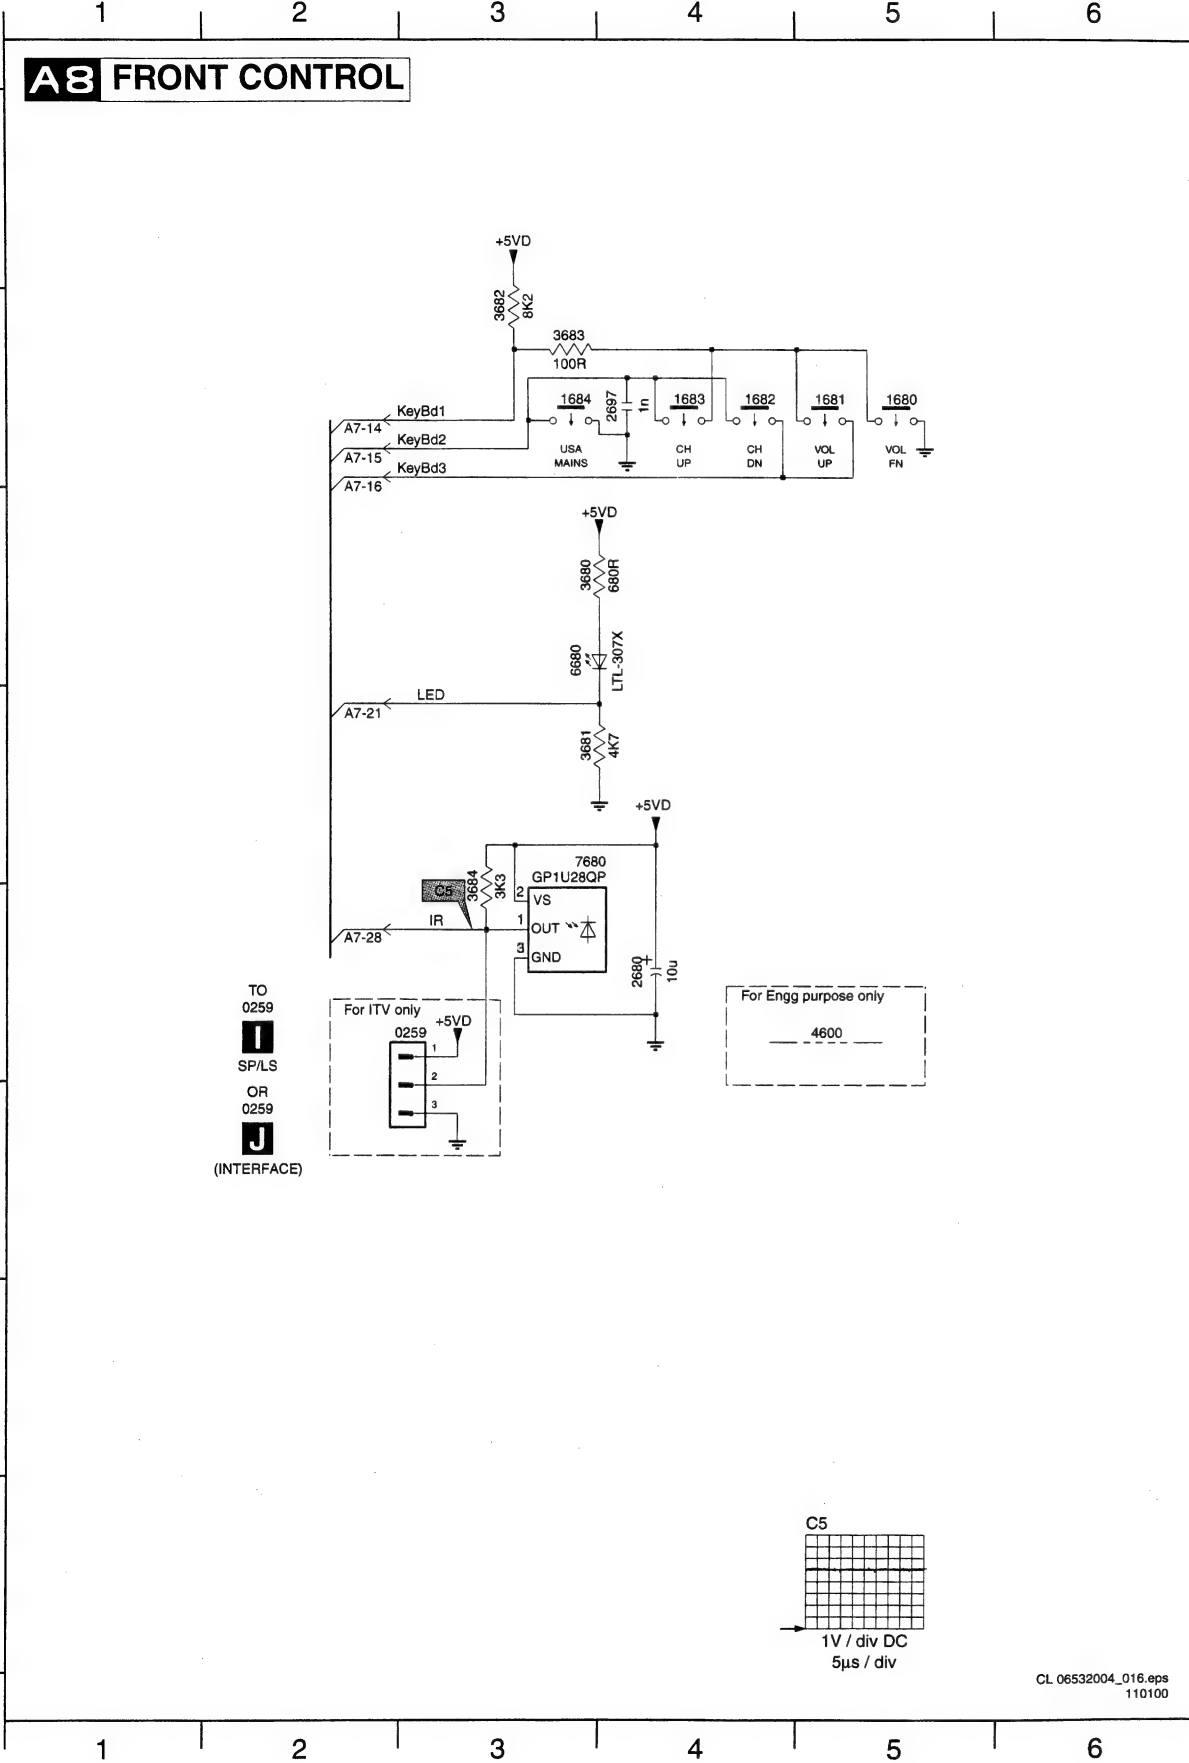 1 2 3 4 5 6
A8 FRONT CONTROL
+5VD
3682
8K2
3683
100R
1684
2697
1n
1683
1682
1681
1680
KeyBd1
A7-14
KeyBd2
A7-15
KeyBd3
A7-16
USA
MAINS
CH
UP
CH
DN
VOL
UP
VOL
FN
+5VD
3680
680R
6680
LTL-307X
LED
A7-21
3681
4K7
+5VD
7680
GP1U28QP
3684
3K3
C5
2
VS
IR
1
OUT
A7-28
3
GND
2680
+
10u
TO
0259
I
SP/LS
OR
0259
J
(INTERFACE)
For ITV only
+5VD
0259
1
2
3
For Engg purpose only
4600
C5
1V / div DC
5µs / div
CL 06532004_016.eps
110100
1 2 3 4 5 6